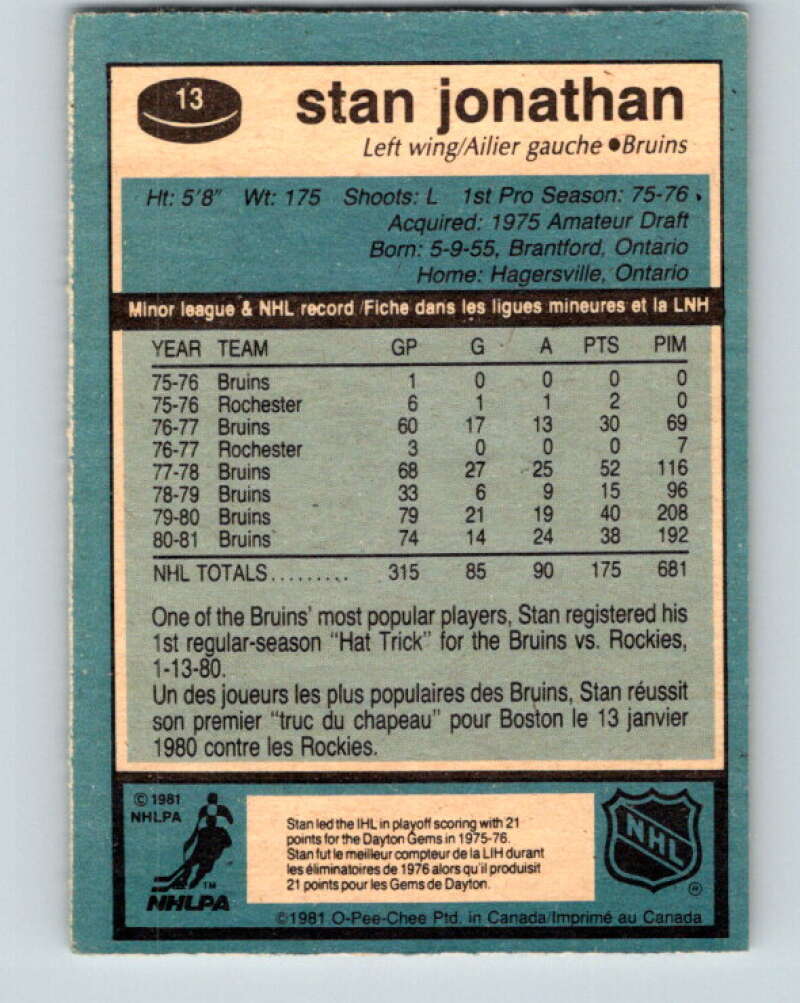 13
stan jonathan
Left wing/Ailier gauche ●Bruins
Ht: 5'8" Wt: 175 Shoots: L 1st Pro Season: 75-76
Acquired: 1975 Amateur Draft
Born: 5-9-55, Brantford, Ontario
Home: Hagersville, Ontario
Minor league & NHL record/Fiche dans les ligues mineures et la LNH
YEAR TEAM GP G A PTS PIM
75-76 Bruins 1 0 0 0 0
75-76 Rochester 6 1 1 2 0
76-77 Bruins 60 17 13 30 69
76-77 Rochester 3 0 0 0 7
77-78 Bruins 68 27 25 52 116
78-79 Bruins 33 6 9 15 96
79-80 Bruins 79 21 19 40 208
80-81 Bruins 74 14 24 38 192
NHL TOTALS......... 315 85 90 175 681
One of the Bruins' most popular players, Stan registered his
1st regular-season "Hat Trick" for the Bruins vs. Rockies,
1-13-80.
Un des joueurs les plus populaires des Bruins, Stan réussit
son premier "truc du chapeau" pour Boston le 13 janvier
1980 contre les Rockies.
© 1981
NHLPA
TM
NHLPA
Stan led the IHL in playoff scoring with 21
points for the Dayton Gems in 1975-76.
Stan fut le meilleur compteur de la LIH durant
les éliminatoires de 1976 alors qu'il produisit
21 points pour les Gems de Dayton.
NHL
®
©1981 O-Pee-Chee Ptd. in Canada/Imprimé au Canada